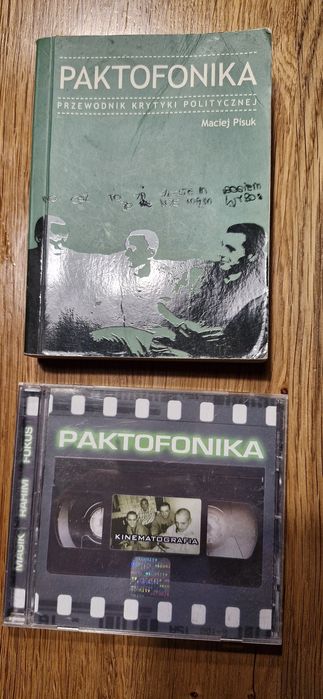 PAKTOFONIKA
PRZEWODNIK KRYTYKI POLITYCZNEJ
Maciej Pisuk
PAKTOFONIKA
MAGIK RAHIM FOKUS
KINEMATOGRAFIA